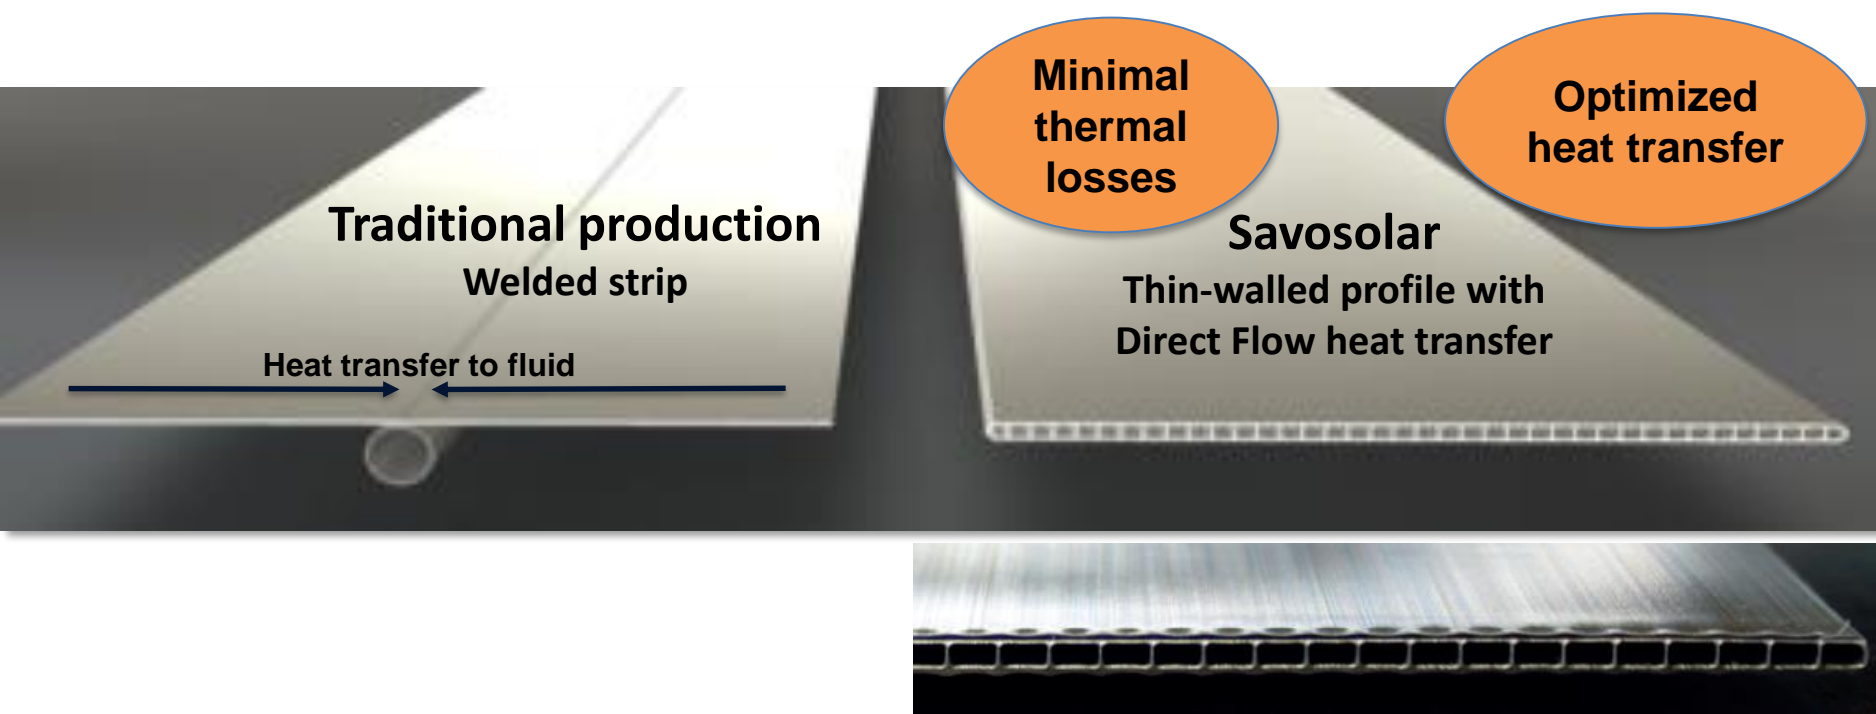 Minimal
thermal
losses
Optimized
heat transfer
Traditional production
Welded strip
Heat transfer to fluid
Savosolar
Thin-walled profile with
Direct Flow heat transfer